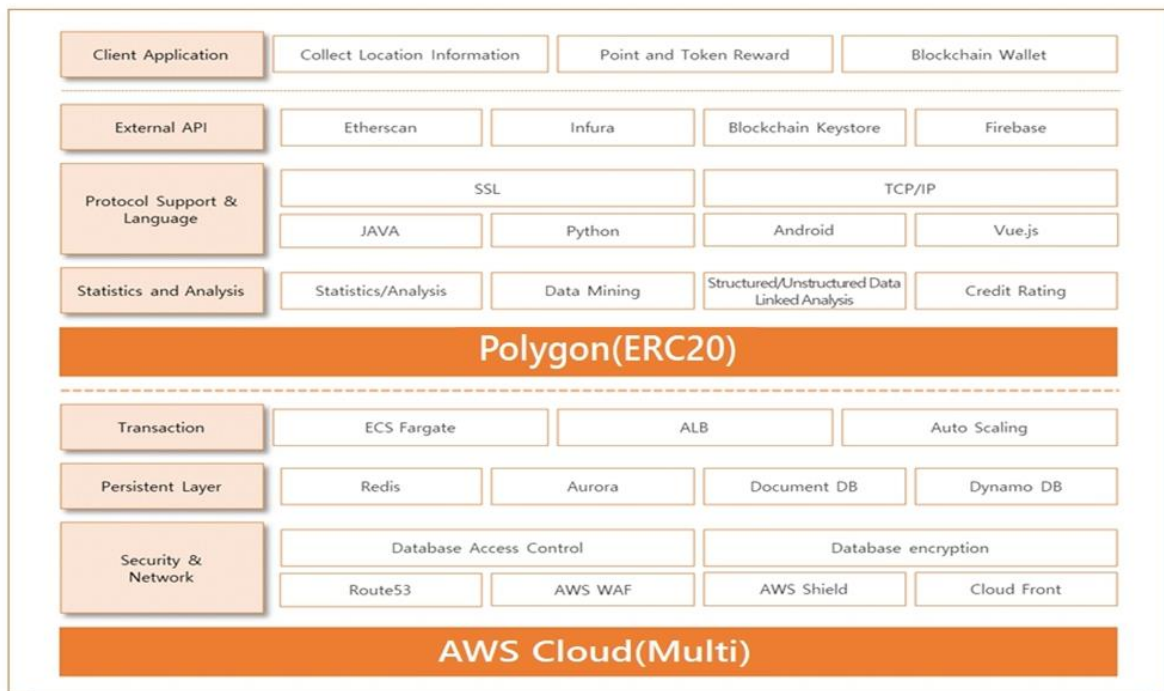 Client Application
Collect Location Information
Point and Token Reward
Blockchain Wallet
External API
Etherscan
Infura
Blockchain Keystore
Firebase
Protocol Support &
Language
SSL
TCP/IP
JAVA
Python
Android
Vue.js
Statistics and Analysis
Statistics/Analysis
Data Mining
Structured/Unstructured Data
Linked Analysis
Credit Rating
Polygon(ERC20)
Transaction
ECS Fargate
ALB
Auto Scaling
Persistent Layer
Redis
Aurora
Document DB
Dynamo DB
Security &
Network
Database Access Control
Database encryption
Route53
AWS WAF
AWS Shield
Cloud Front
AWS Cloud(Multi)